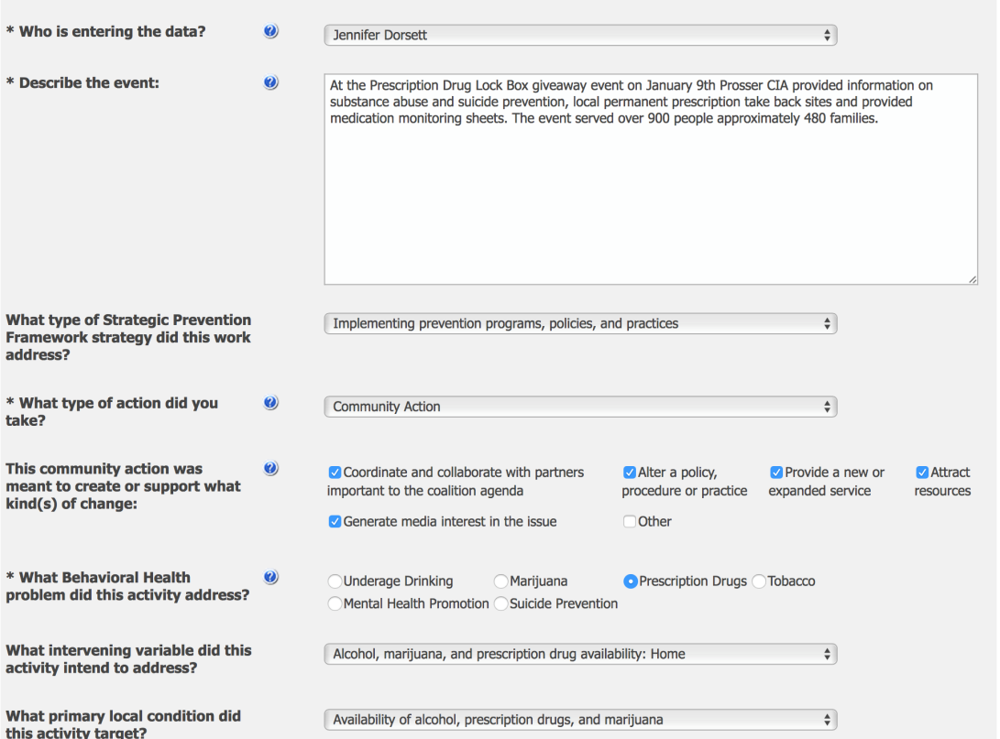 * Who is entering the data?
Jennifer Dorsett
* Describe the event:
At the Prescription Drug Lock Box giveaway event on January 9th Prosser CIA provided information on
substance abuse and suicide prevention, local permanent prescription take back sites and provided
medication monitoring sheets. The event served over 900 people approximately 480 families.
What type of Strategic Prevention
Framework strategy did this work
address?
Implementing prevention programs, policies, and practices
* What type of action did you
take?
Community Action
This community action was
meant to create or support what
kind(s) of change:
Coordinate and collaborate with partners
important to the coalition agenda
Alter a policy,
procedure or practice
Provide a new or
expanded service
Attract
resources
Generate media interest in the issue
Other
* What Behavioral Health
problem did this activity address?
Underage Drinking
Marijuana
Prescription Drugs
Tobacco
Mental Health Promotion
Suicide Prevention
What intervening variable did this
activity intend to address?
Alcohol, marijuana, and prescription drug availability: Home
What primary local condition did
this activity target?
Availability of alcohol, prescription drugs, and marijuana